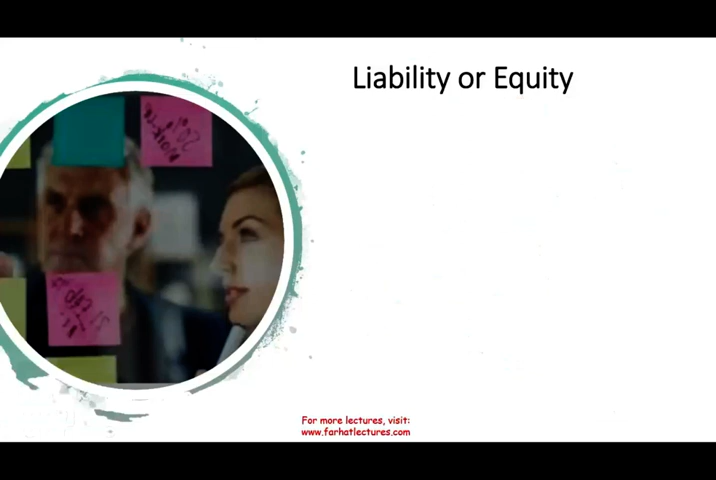 Liability or Equity
For more lectures, visit:
www.farhatlectures.com